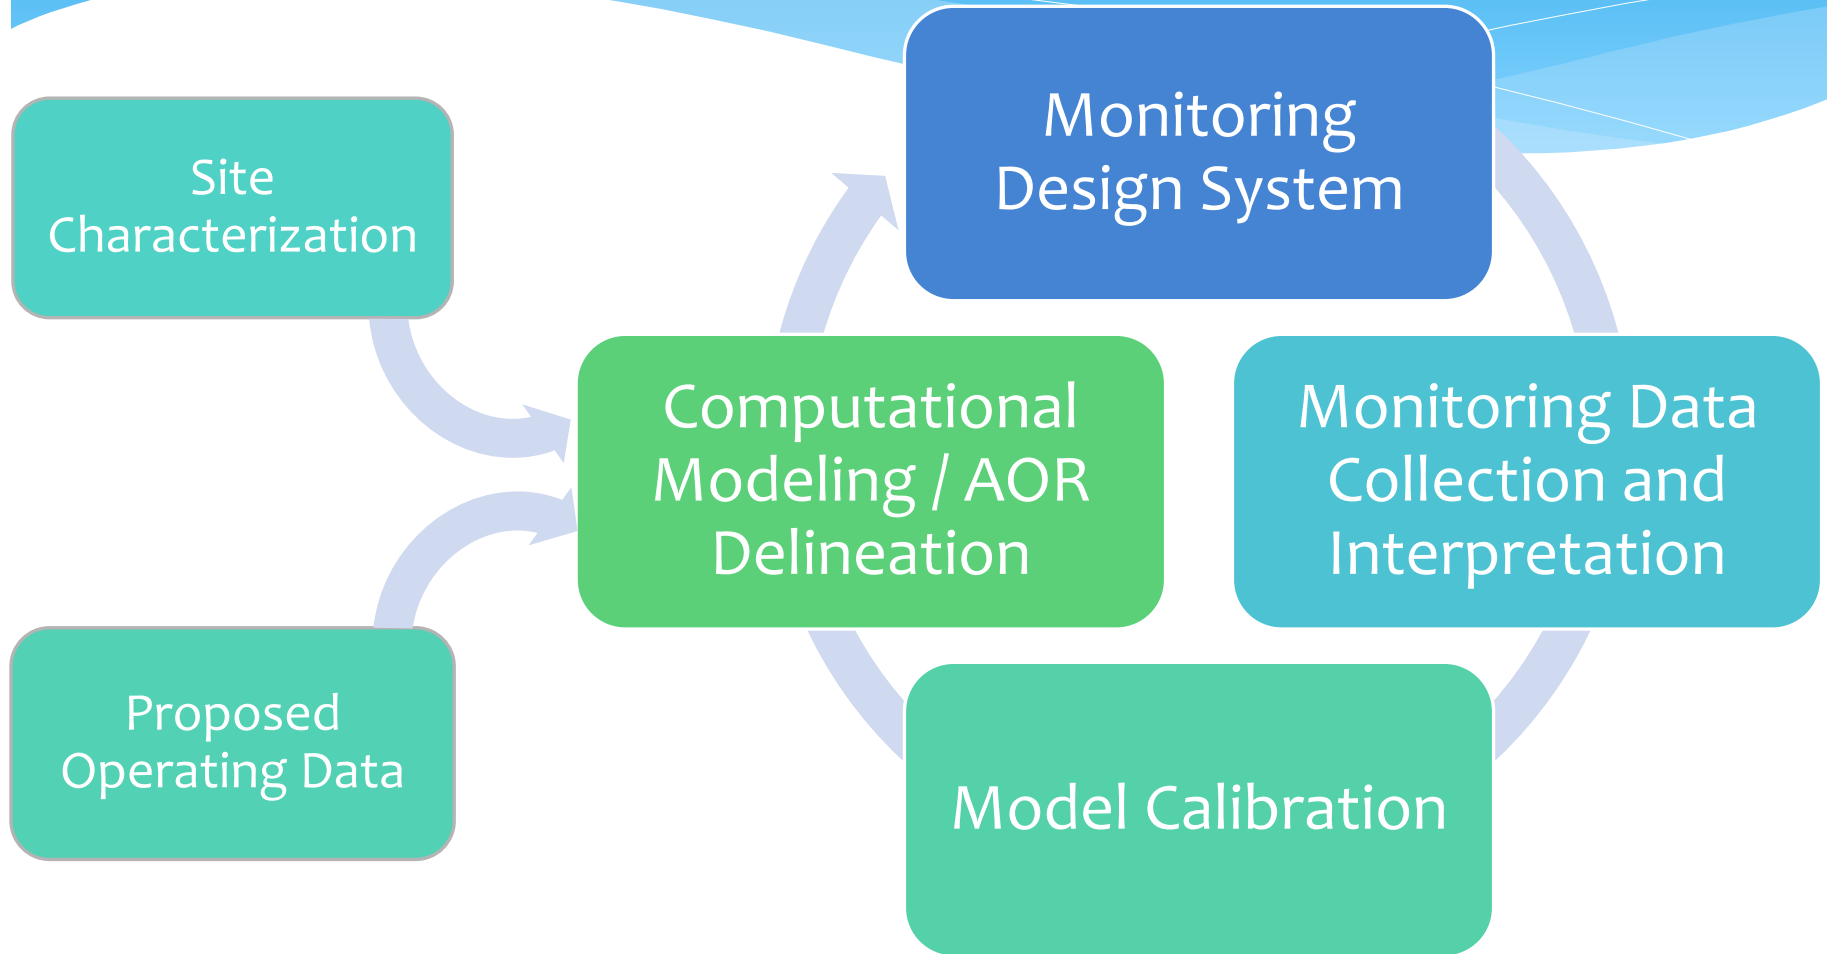 Site
Characterization
Proposed
Operating Data
Computational
Modeling / AOR
Delineation
Monitoring
Design System
Monitoring Data
Collection and
Interpretation
Model Calibration